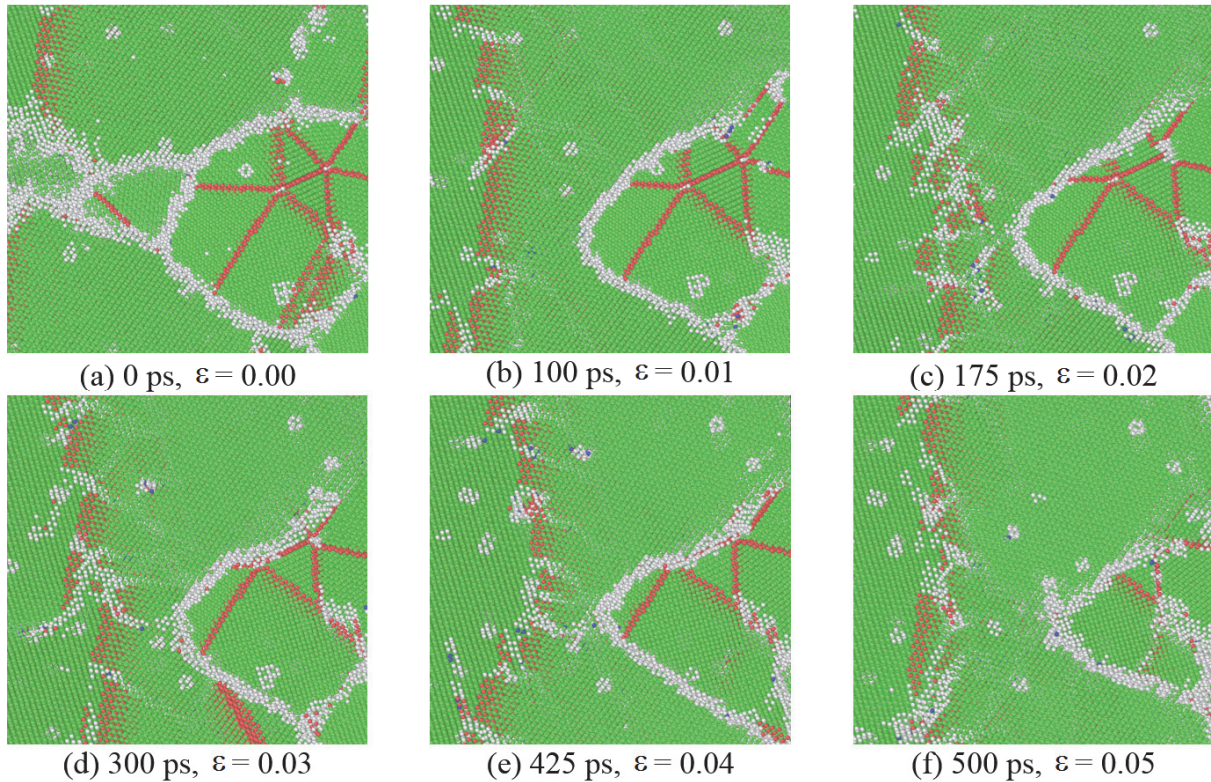 (a) 0 ps, ε = 0.00
(b) 100 ps, ε = 0.01
(c) 175 ps, ε = 0.02
(d) 300 ps, ε = 0.03
(e) 425 ps, ε = 0.04
(f) 500 ps, ε = 0.05